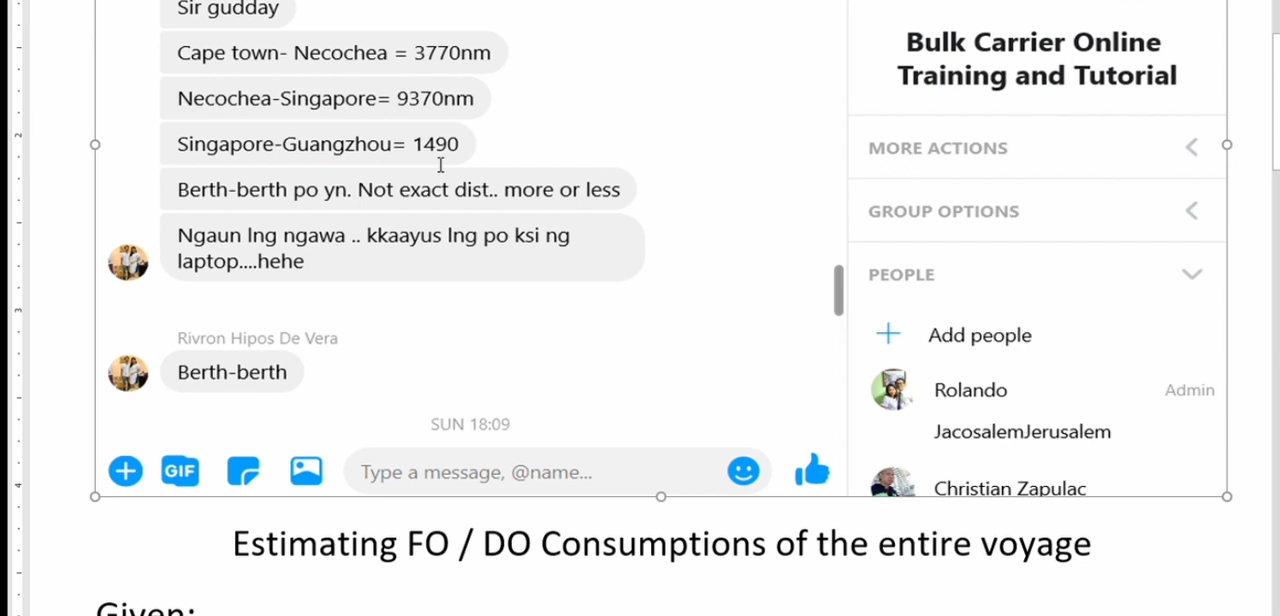 Sir gudday
Cape town- Necochea = 3770nm
Necochea-Singapore= 9370nm
Singapore-Guangzhou= 1490
Berth-berth po yn. Not exact dist.. more or less
Ngaun lng ngawa .. kkaayus lng po ksi ng
laptop....hehe
Rivron Hipos De Vera
Berth-berth
SUN 18:09
GIF
Type a message, @name...
Bulk Carrier Online
Training and Tutorial
MORE ACTIONS
GROUP OPTIONS
PEOPLE
Add people
Rolando
Admin
JacosalemJerusalem
Christian Zapulac
Estimating FO / DO Consumptions of the entire voyage
Given:
2
3
4